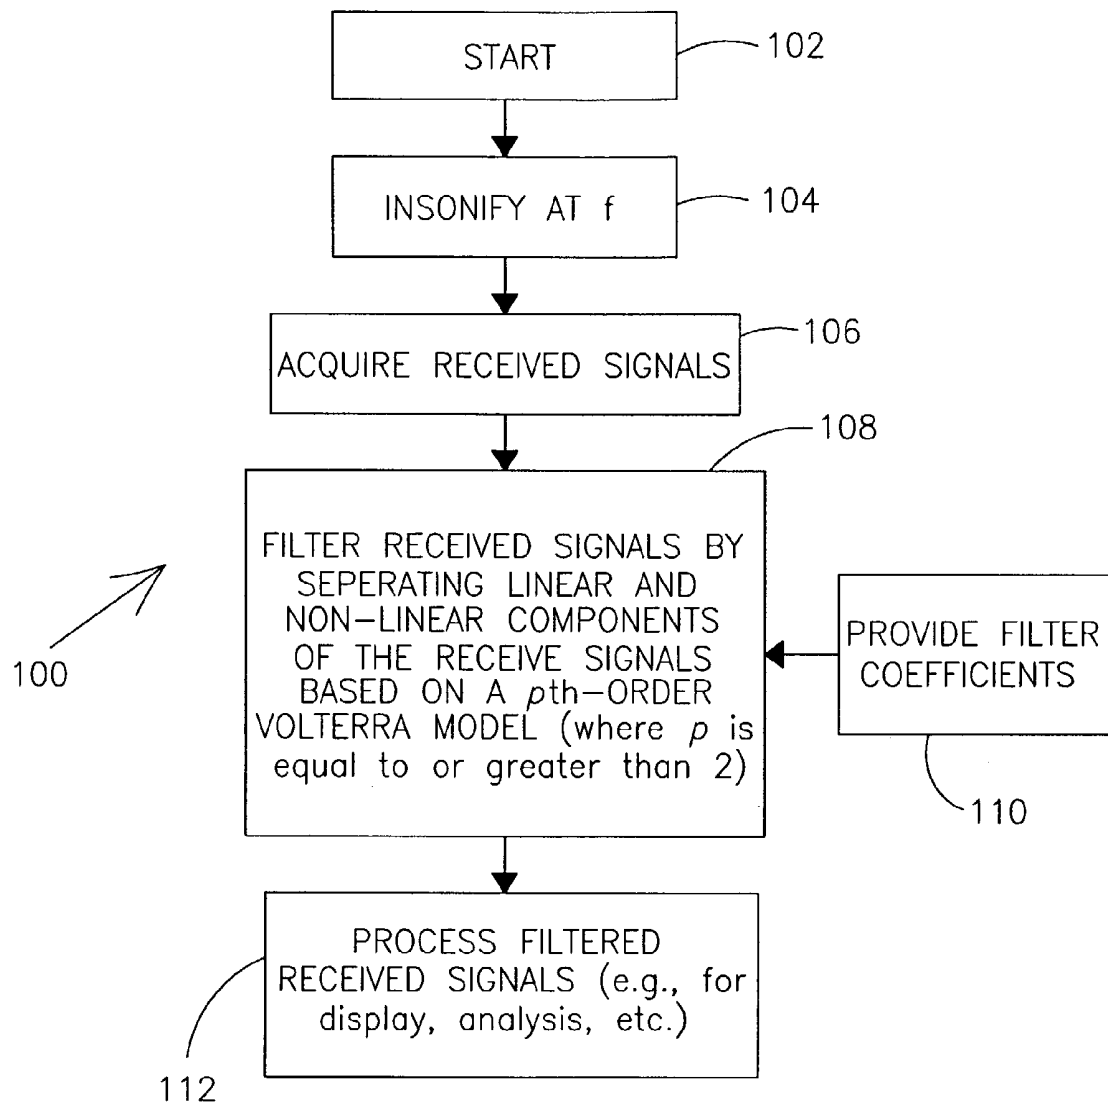 START
102
INSONIFY AT f
104
ACQUIRE RECEIVED SIGNALS
106
108
FILTER RECEIVED SIGNALS BY
SEPERATING LINEAR AND
NON-LINEAR COMPONENTS
OF THE RECEIVE SIGNALS
BASED ON A pth-ORDER
VOLTERRA MODEL (where p is
equal to or greater than 2)
100
PROVIDE FILTER
COEFFICIENTS
110
PROCESS FILTERED
RECEIVED SIGNALS (e.g., for
display, analysis, etc.)
112